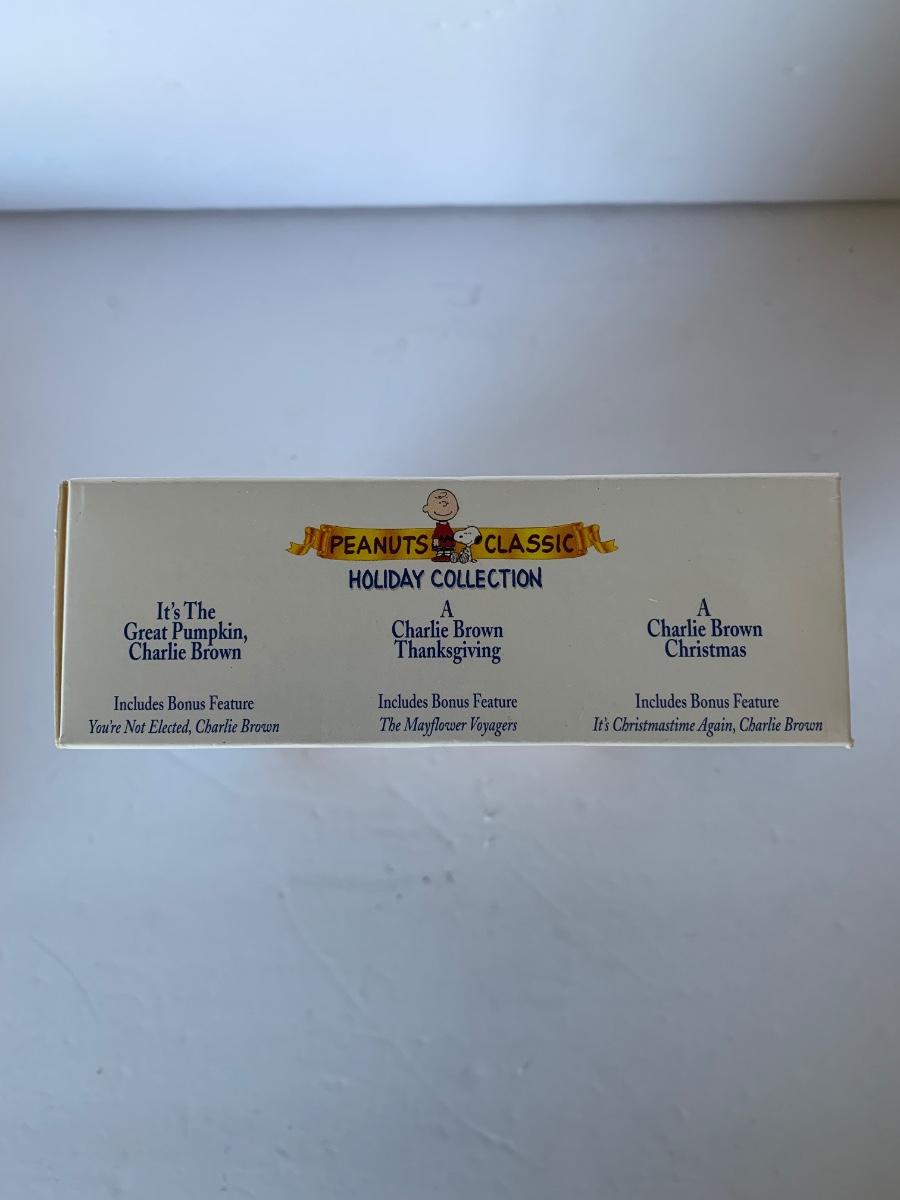 PEANUTS CLASSIC
HOLIDAY COLLECTION
It's The
Great Pumpkin,
Charlie Brown
Includes Bonus Feature
You're Not Elected, Charlie Brown
A
Charlie Brown
Thanksgiving
Includes Bonus Feature
The Mayflower Voyagers
A
Charlie Brown
Christmas
Includes Bonus Feature
It's Christmastime Again, Charlie Brown